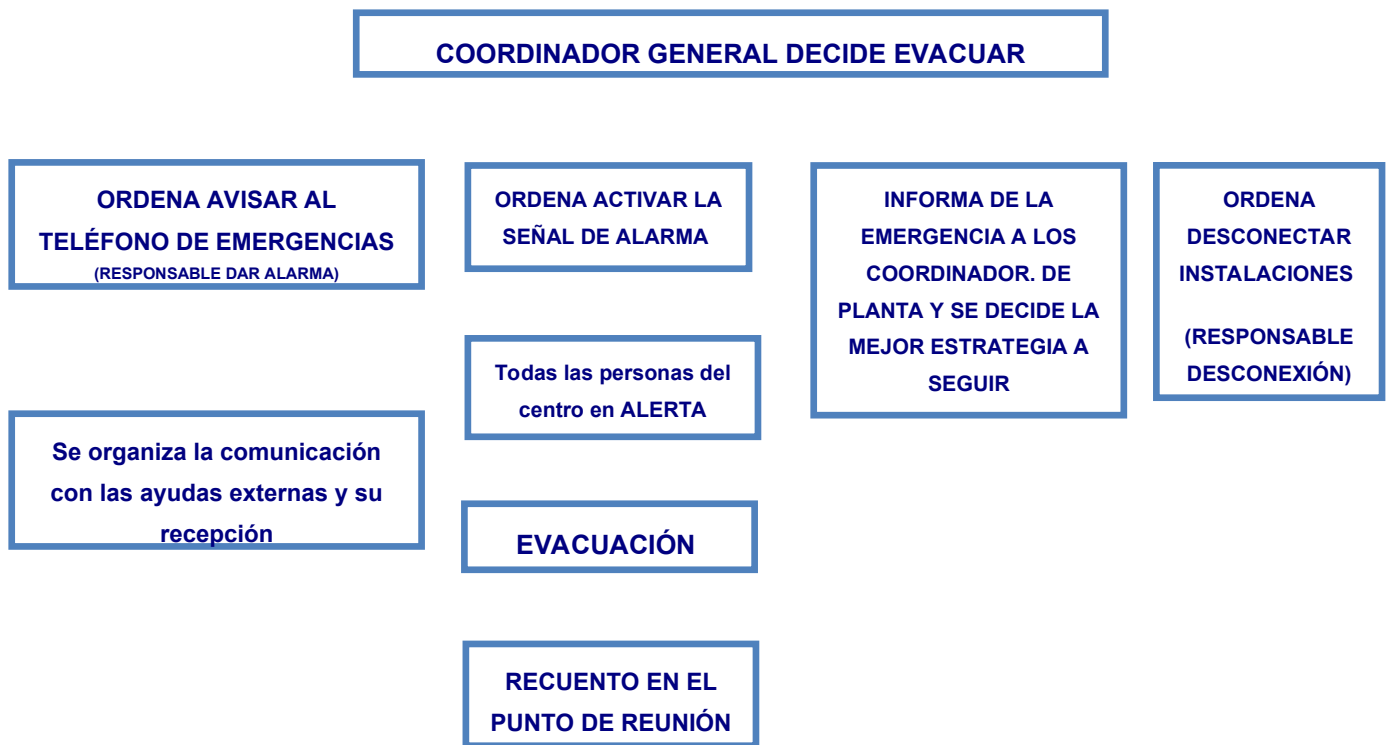 COORDINADOR GENERAL DECIDE EVACUAR
ORDENA AVISAR AL
TELÉFONO DE EMERGENCIAS
(RESPONSABLE DAR ALARMA)
Se organiza la comunicación
con las ayudas externas y su
recepción
ORDENA ACTIVAR LA
SEÑAL DE ALARMA
Todas las personas del
centro en ALERTA
EVACUACIÓN
RECUENTO EN EL
PUNTO DE REUNIÓN
INFORMA DE LA
EMERGENCIA A LOS
COORDINADOR. DE
PLANTA Y SE DECIDE LA
MEJOR ESTRATEGIA A
SEGUIR
ORDENA
DESCONECTAR
INSTALACIONES
(RESPONSABLE
DESCONEXIÓN)